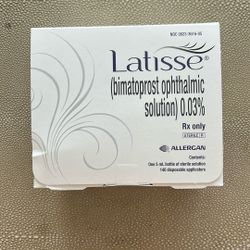 Latisse®
(bimatoprost ophthalmic
solution) 0.03%
Rx only
ALLERGAN
Contents:
One 5 mL bottle of sterile solution
140 disposable applicators